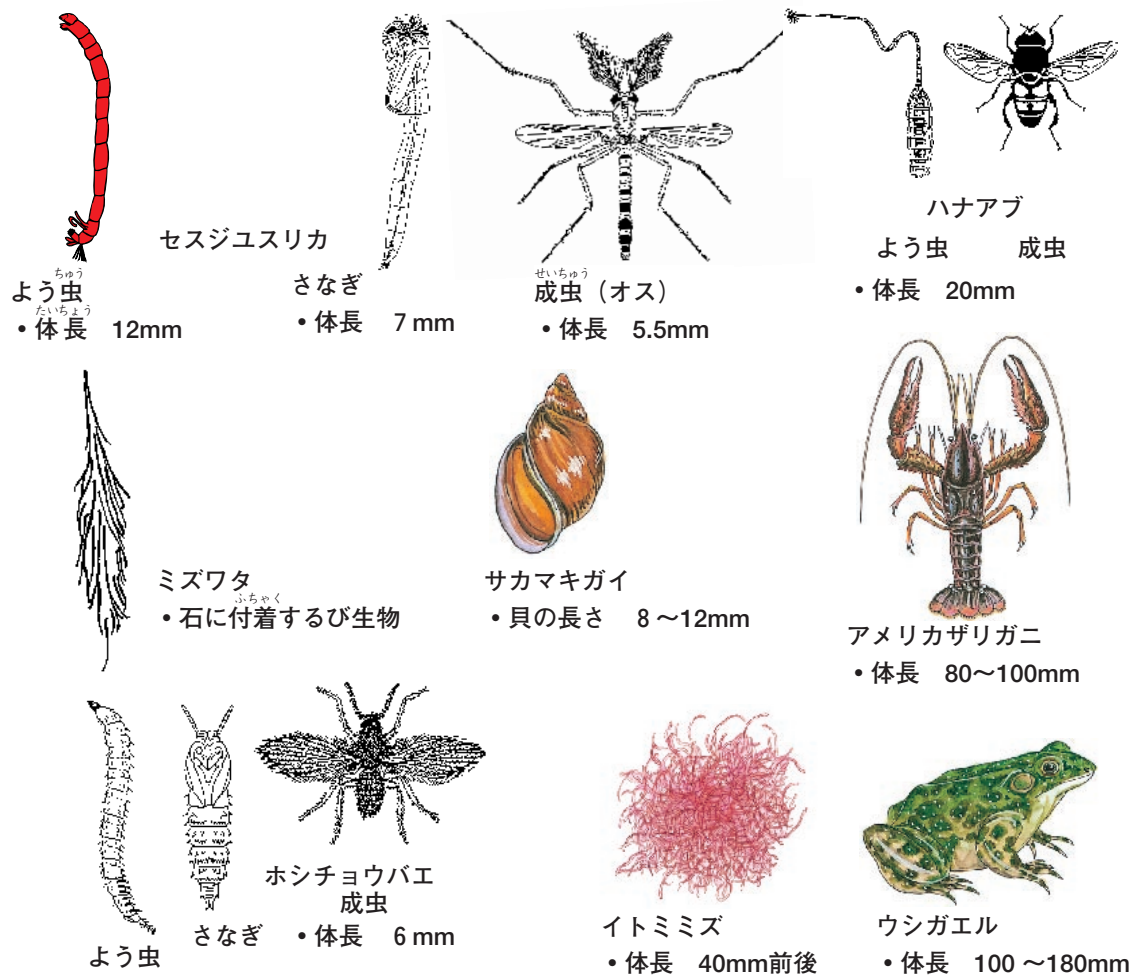 セスジユスリカ
よう虫
ちゅう
・体長 12mm
たいちょう
さなぎ
・体長 7 mm
成虫（オス）
せいちゅう
・体長 5.5mm
ハナアブ
よう虫 成虫
・体長 20mm
ミズワタ
・石に付着するび生物
ふちゃく
サカマキガイ
・貝の長さ 8～12mm
アメリカザリガニ
・体長 80～100mm
よう虫
さなぎ
ホシチョウバエ
成虫
・体長 6 mm
イトミミズ
・体長 40mm前後
ウシガエル
・体長 100～180mm